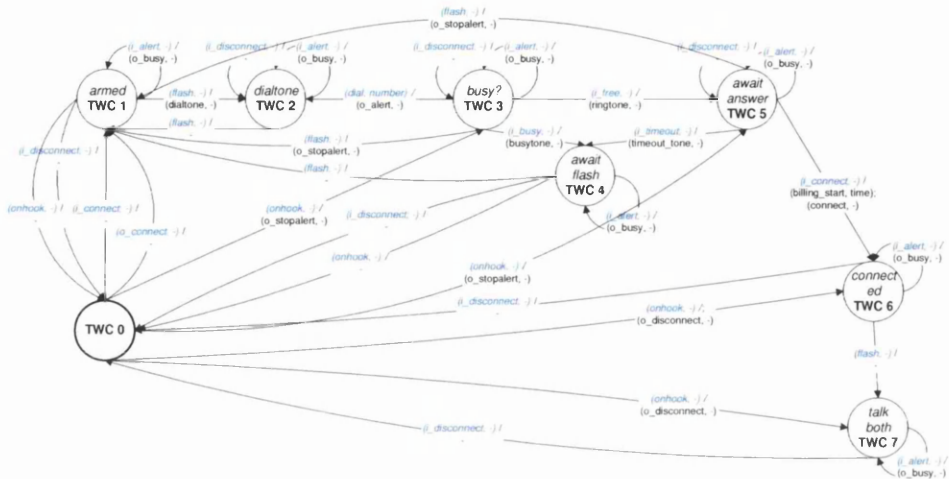 (flash, -) /
(o_stopalert, -)
(i_alert, -) /
(o_busy, -)
(i_disconnect, -) /
(i_alert, -) /
(o_busy, -)
(i_disconnect, -) /
(i_alert, -) /
(o_busy, -)
(i_disconnect, -) /
(i_alert, -) /
(o_busy, -)
armed
TWC 1
(flash, -) /
(dialtone, -)
dialtone
TWC 2
(dial, number) /
(o_alert, -)
busy?
TWC 3
(i_free, -) /
(ringtone, -)
await
answer
TWC 5
(flash, -) /
(flash, -) /
(o_stopalert, -)
(i_busy, -) /
(busytone, -)
(i_timeout, -) /
(timeout_tone, -)
(i_disconnect, -) /
(flash, -) /
await
flash
TWC 4
(i_connect, -) /
(billing_start, time);
(connect, -)
(onhook, -) /
(i_connect, -) /
(onhook, -) /
(o_stopalert, -)
(i_disconnect, -) /
(i_alert, -) /
(o_busy, -)
(o_connect, -) /
(onhook, -) /
(onhook, -) /
(o_stopalert, -)
(i_alert, -) /
(o_busy, -)
connect
ed
TWC 6
(i_disconnect, -) /
(onhook, -) /;
(o_disconnect, -)
TWC 0
(flash, -) /
(onhook, -) /
(o_disconnect, -)
talk
both
TWC 7
(i_disconnect, -) /
(i_alert, -) /
(o_busy, -)